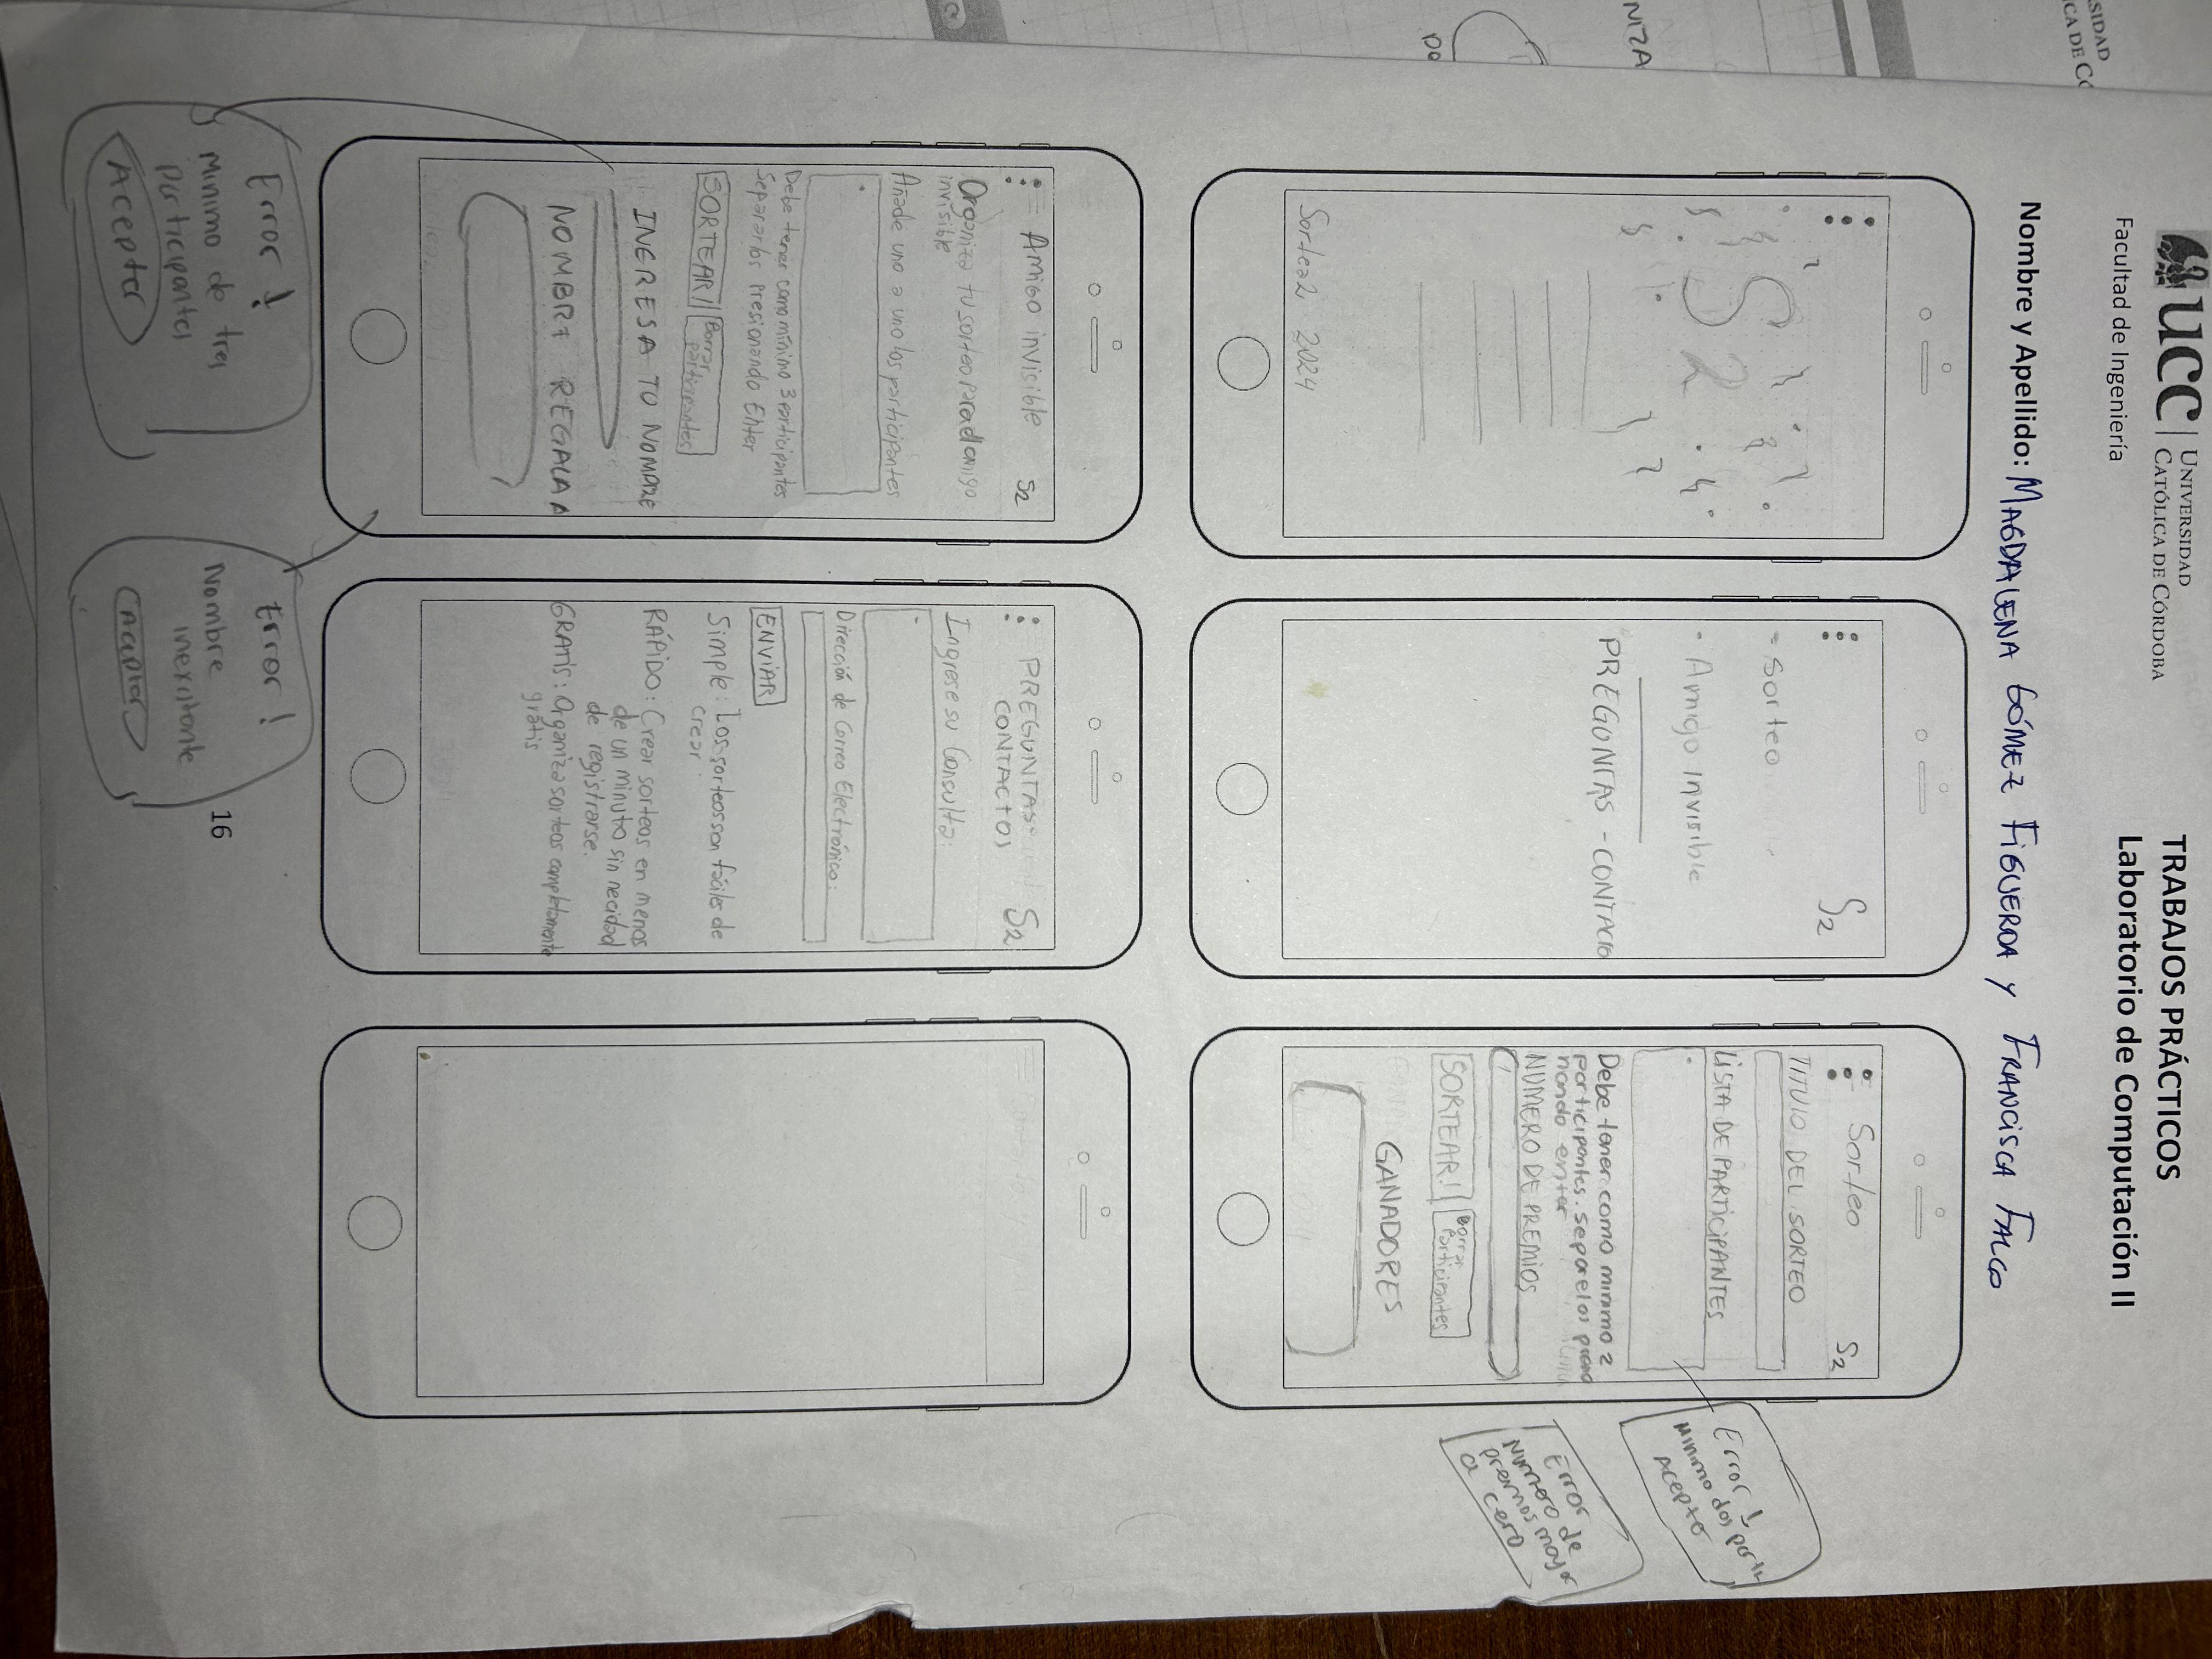 UCC
UNIVERSIDAD
CATÓLICA DE CÓRDOBA
Facultad de Ingeniería
TRABAJOS PRÁCTICOS
Laboratorio de Computación II
Nombre y Apellido: MAGDALENA GÓMEZ FIGUEROA y FRANCISCA FALCO
S2
Sortea2 2024
S2
- Sorteo
- Amigo Invisible
PREGUNTAS - CONTACTO
Sorteo S2
TITULO DEL SORTEO
LISTA DE PARTICIPANTES
Debe tener como minimo 2
participantes. separelos presio
nando enter
NUMERO DE PREMIOS
SORTEAR!
Borrar
participantes
GANADORES
Error!
Minimo dos parti
Acepto
Error
Numero de
premios mayor
a cero
Amigo invisible S2
Organiza tu sorteo para el amigo
invisible
Añade uno a uno los participantes
Debe tener como mínimo 3 participantes
Separarlos presionando Enter
SORTEAR!
Borrar
participantes
INGRESA TU NOMBRE
NOMBRE REGALA A
Error!
Minimo de tres
participantes
Aceptar
PREGUNTAS
CONTACTOS S2
Ingrese su Consulta:
Dirección de Correo Electrónico:
ENVIAR
Simple: Los sorteos son fáciles de
crear.
RÁPIDO: Crear sorteos en menos
de un minuto sin necidad
de registrarse.
GRATIS: Organiza sorteos completamente
grátis
Error!
Nombre
inexistente
Aceptar
16